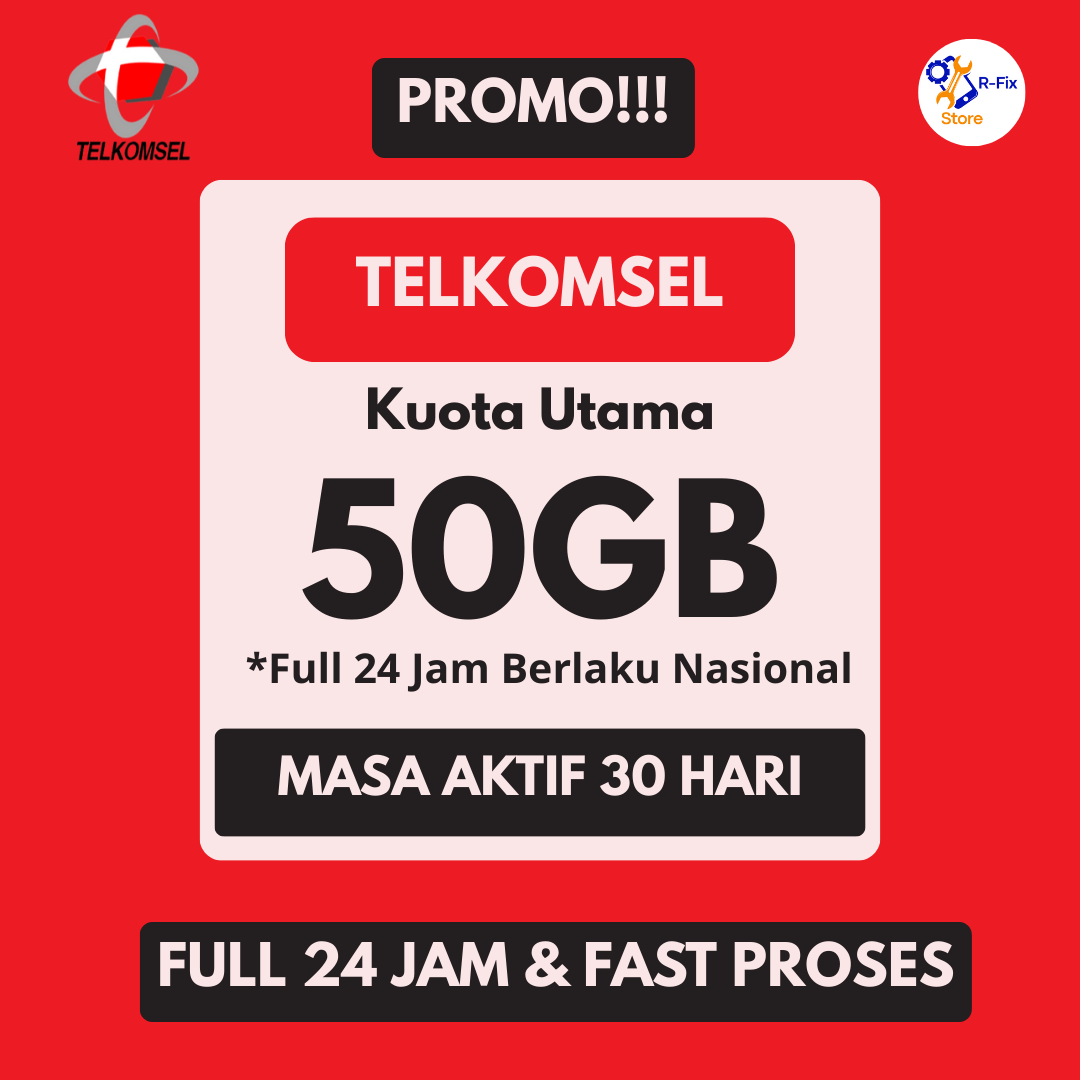 TELKOMSEL
PROMO!!!
R-Fix
Store
TELKOMSEL
Kuota Utama
50GB
*Full 24 Jam Berlaku Nasional
MASA AKTIF 30 HARI
FULL 24 JAM & FAST PROSES